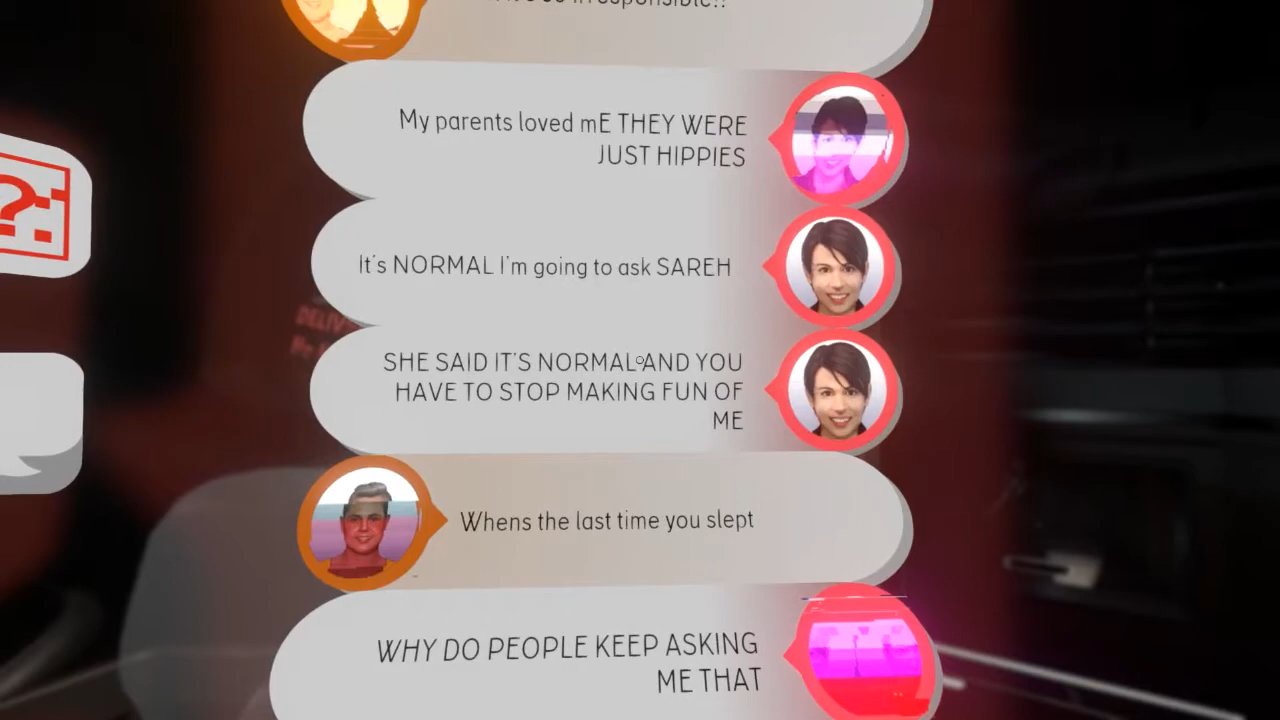 irresponsible??
My parents loved mE THEY WERE
JUST HIPPIES
It's NORMAL I'm going to ask SAREH
SHE SAID IT'S NORMAL AND YOU
HAVE TO STOP MAKING FUN OF
ME
Whens the last time you slept
WHY DO PEOPLE KEEP ASKING
ME THAT
?